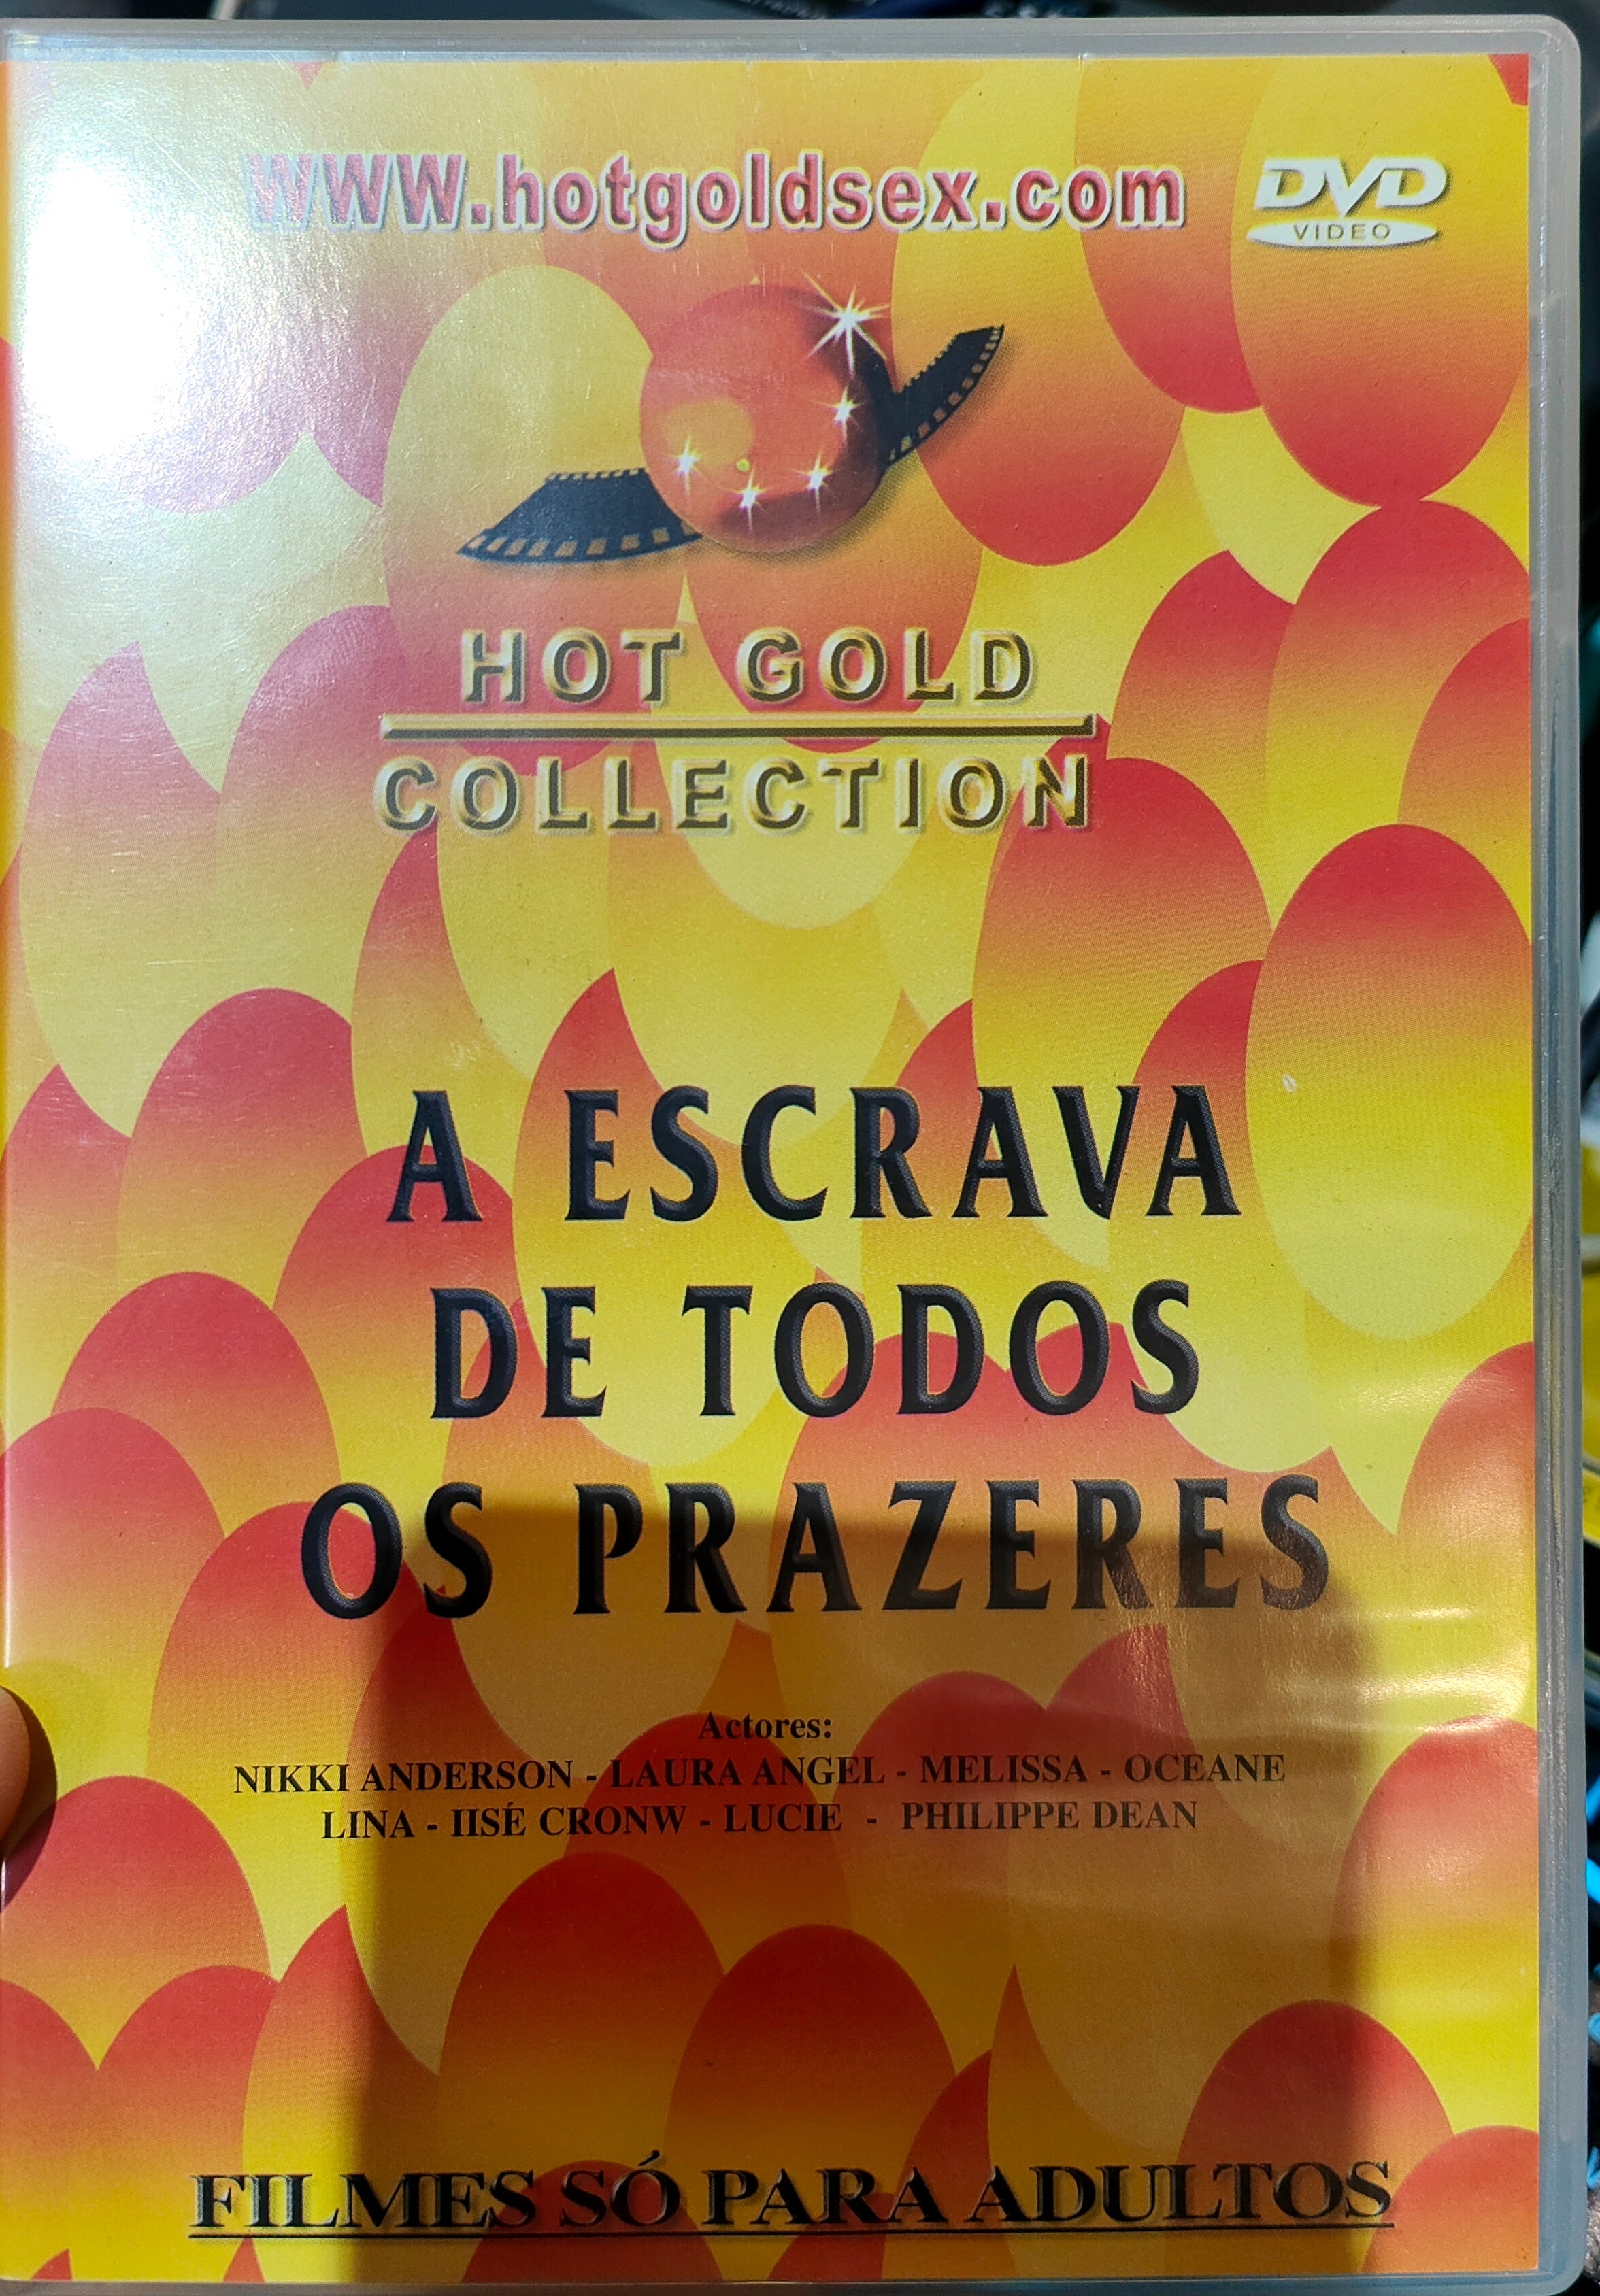 www.hotgoldsex.com
DVD
VIDEO
HOT GOLD
COLLECTION
A ESCRAVA
DE TODOS
OS PRAZERES
Actores:
NIKKI ANDERSON - LAURA ANGEL - MELISSA - OCEANE
LINA - IISÉ CRONW - LUCIE - PHILIPPE DEAN
FILMES SÓ PARA ADULTOS